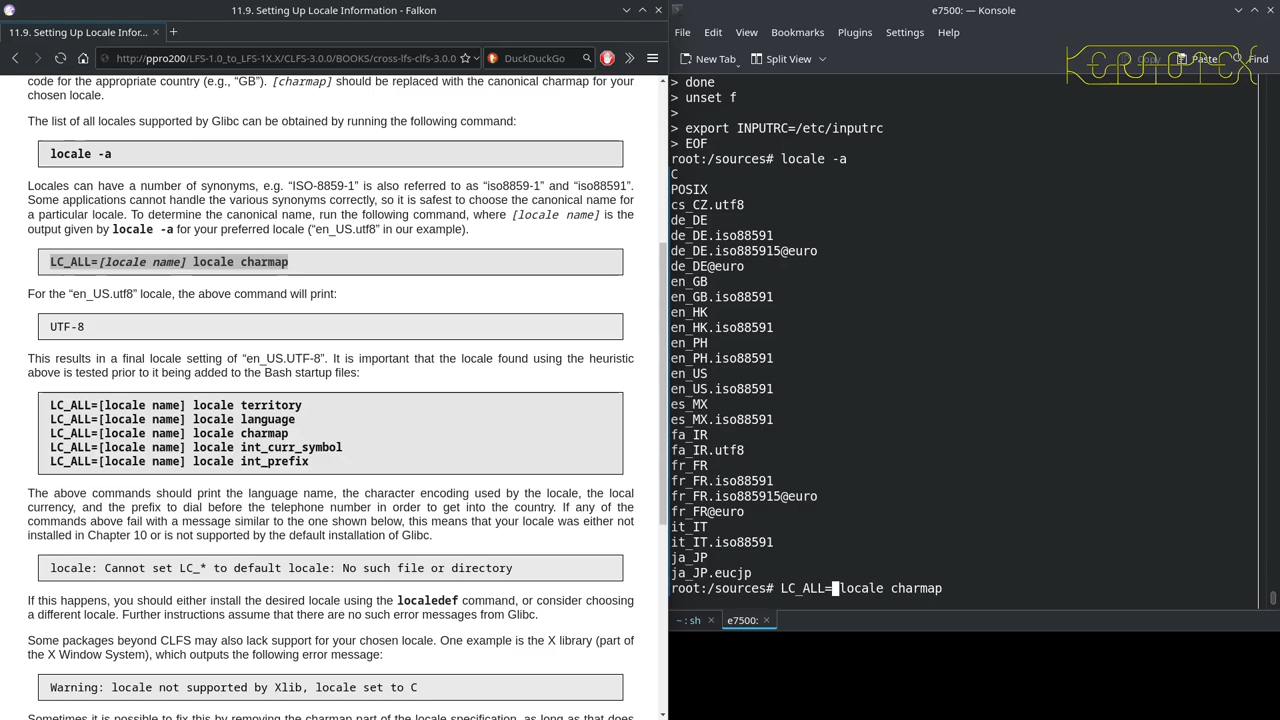 11.9. Setting Up Locale Information - Falkon
11.9. Setting Up Locale Infor...
http://ppro200/LFS-1.0_to_LFS-1X.X/CLFS-3.0.0/BOOKS/cross-lfs-clfs-3.0.0
DuckDuckGo
code for the appropriate country (e.g., “GB”). [charmap] should be replaced with the canonical charmap for your
chosen locale.
The list of all locales supported by Glibc can be obtained by running the following command:
locale -a
Locales can have a number of synonyms, e.g. “ISO-8859-1” is also referred to as “iso8859-1” and “iso88591”.
Some applications cannot handle the various synonyms correctly, so it is safest to choose the canonical name for
a particular locale. To determine the canonical name, run the following command, where [locale name] is the
output given by locale -a for your preferred locale (“en_US.utf8” in our example).
LC_ALL=[locale name] locale charmap
For the “en_US.utf8” locale, the above command will print:
UTF-8
This results in a final locale setting of “en_US.UTF-8”. It is important that the locale found using the heuristic
above is tested prior to it being added to the Bash startup files:
LC_ALL=[locale name] locale territory
LC_ALL=[locale name] locale language
LC_ALL=[locale name] locale charmap
LC_ALL=[locale name] locale int_curr_symbol
LC_ALL=[locale name] locale int_prefix
The above commands should print the language name, the character encoding used by the locale, the local
currency, and the prefix to dial before the telephone number in order to get into the country. If any of the
commands above fail with a message similar to the one shown below, this means that your locale was either not
installed in Chapter 10 or is not supported by the default installation of Glibc.
locale: Cannot set LC_* to default locale: No such file or directory
If this happens, you should either install the desired locale using the localedef command, or consider choosing
a different locale. Further instructions assume that there are no such error messages from Glibc.
Some packages beyond CLFS may also lack support for your chosen locale. One example is the X library (part of
the X Window System), which outputs the following error message:
Warning: locale not supported by Xlib, locale set to C
Sometimes it is possible to fix this by removing the charmap part of the locale specification, as long as that does
e7500: — Konsole
File Edit View Bookmarks Plugins Settings Help
New Tab Split View Copy Paste Find
> done
> unset f
>
> export INPUTRC=/etc/inputrc
> EOF
root:/sources# locale -a
C
POSIX
cs_CZ.utf8
de_DE
de_DE.iso88591
de_DE.iso885915@euro
de_DE@euro
en_GB
en_GB.iso88591
en_HK
en_HK.iso88591
en_PH
en_PH.iso88591
en_US
en_US.iso88591
es_MX
es_MX.iso88591
fa_IR
fa_IR.utf8
fr_FR
fr_FR.iso88591
fr_FR.iso885915@euro
fr_FR@euro
it_IT
it_IT.iso88591
ja_JP
ja_JP.eucjp
root:/sources# LC_ALL= locale charmap
~ : sh
e7500: